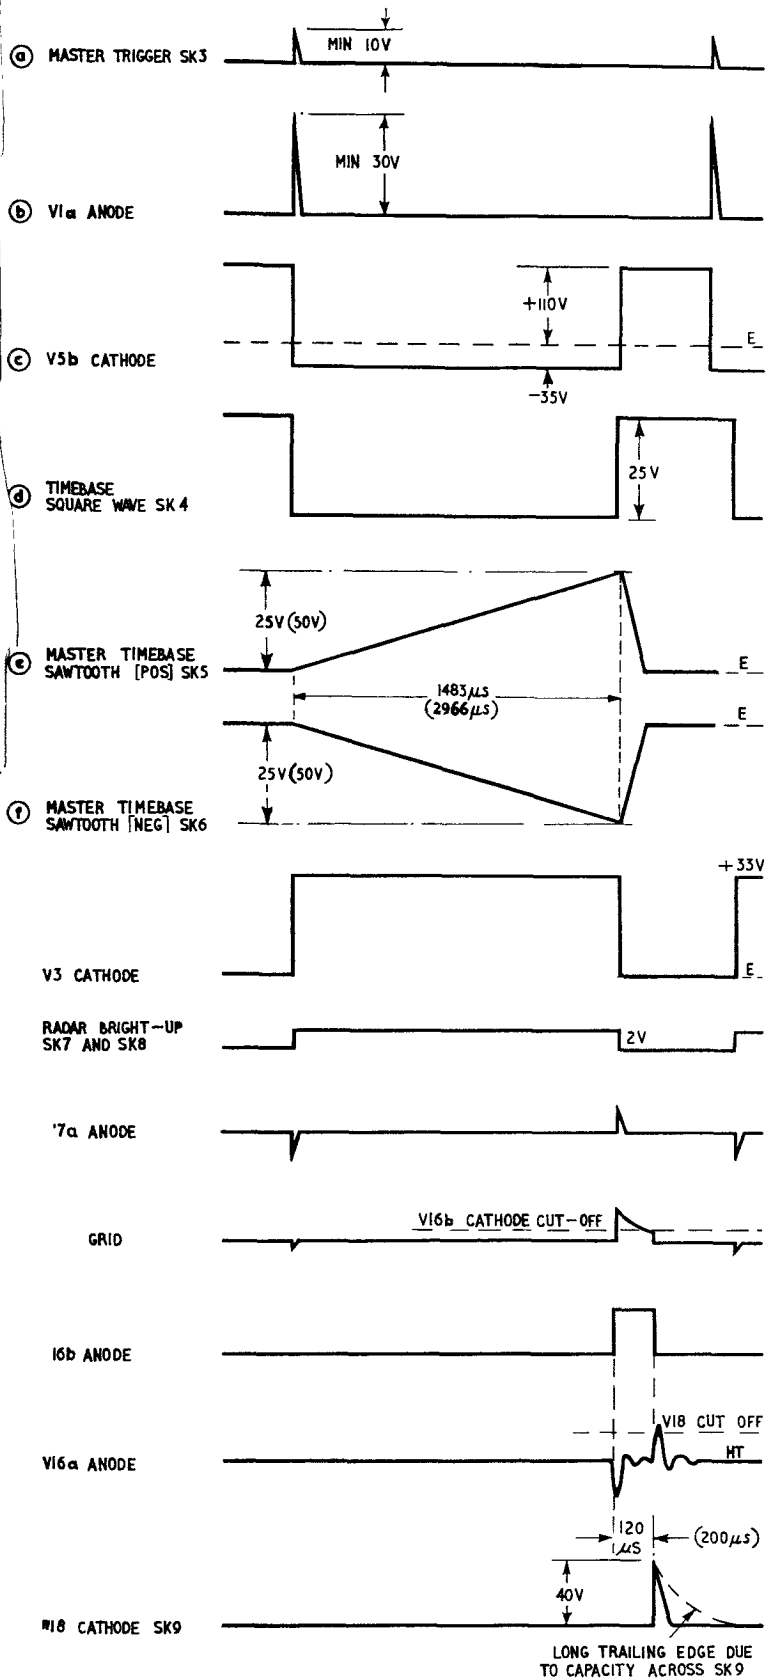 MIN 10V
ⓐ MASTER TRIGGER SK3
MIN 30V
ⓑ V1a ANODE
+110V
E
ⓒ V5b CATHODE
-35V
25V
ⓓ TIMEBASE
SQUARE WAVE SK4
25V(50V)
ⓔ MASTER TIMEBASE
SAWTOOTH [POS] SK5
E
1483µs
(2966µs)
E
25V(50V)
ⓕ MASTER TIMEBASE
SAWTOOTH [NEG] SK6
+33V
V3 CATHODE
E
RADAR BRIGHT-UP
SK7 AND SK8
2V
7a ANODE
V16b CATHODE CUT-OFF
GRID
16b ANODE
V18 CUT OFF
V16a ANODE
HT
120
µS
(200µs)
40V
18 CATHODE SK9
LONG TRAILING EDGE DUE
TO CAPACITY ACROSS SK9